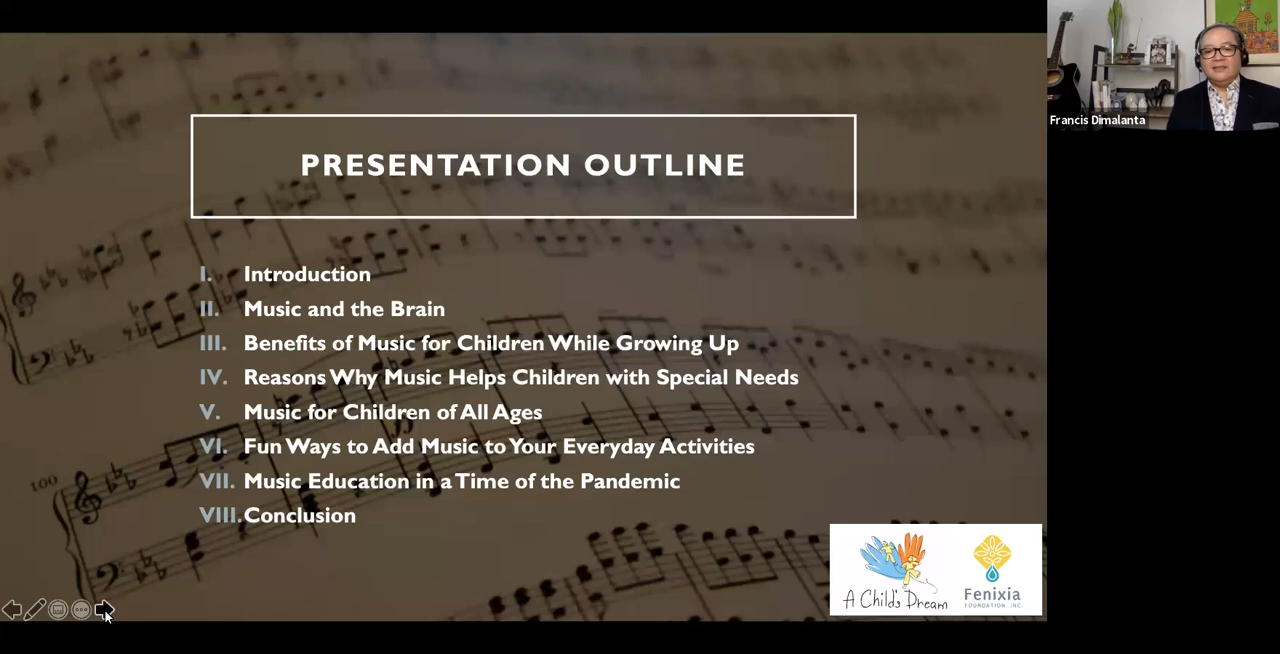 Francis Dimalanta
PRESENTATION OUTLINE
I. Introduction
II. Music and the Brain
III. Benefits of Music for Children While Growing Up
IV. Reasons Why Music Helps Children with Special Needs
V. Music for Children of All Ages
VI. Fun Ways to Add Music to Your Everyday Activities
VII. Music Education in a Time of the Pandemic
VIII. Conclusion
100
A Child's Dream
Fenixia
FOUNDATION, INC.